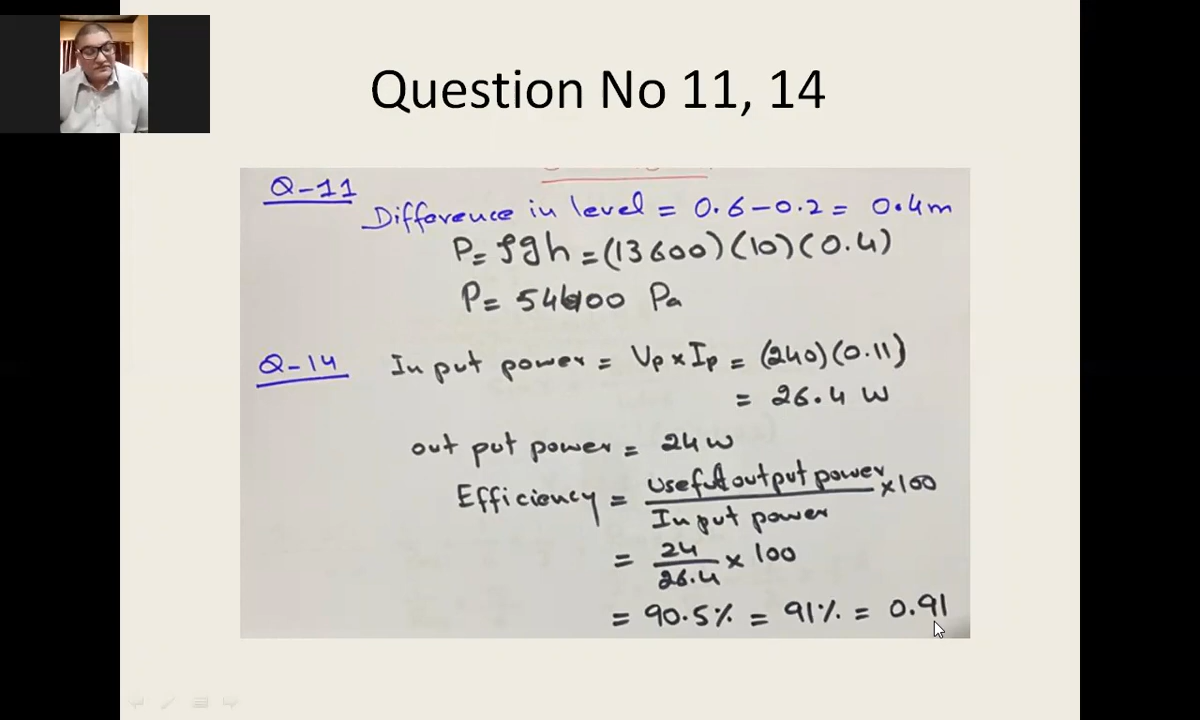 Question No 11, 14
Q-11
Difference in level = 0.6-0.2 = 0.4m
P= ρgh = (13600)(10)(0.4)
P= 54400 Pa
Q-14 Input power = Vp x Ip = (240)(0.11)
= 26.4 W
out put power = 24 w
Efficiency = Useful output power / Input power x100
= 24 / 26.4 x 100
= 90.5% = 91% = 0.91